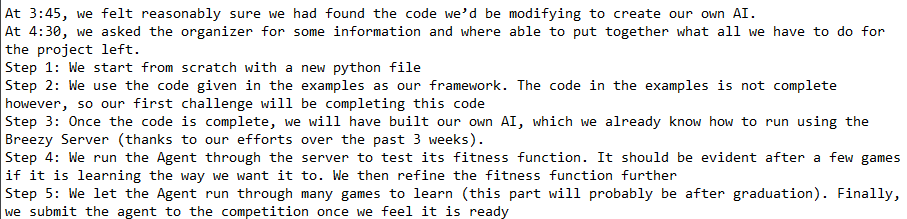 At 3:45, we felt reasonably sure we had found the code we'd be modifying to create our own AI.
At 4:30, we asked the organizer for some information and where able to put together what all we have to do for
the project left.
Step 1: We start from scratch with a new python file
Step 2: We use the code given in the examples as our framework. The code in the examples is not complete
however, so our first challenge will be completing this code
Step 3: Once the code is complete, we will have built our own AI, which we already know how to run using the
Breezy Server (thanks to our efforts over the past 3 weeks).
Step 4: We run the Agent through the server to test its fitness function. It should be evident after a few games
if it is learning the way we want it to. We then refine the fitness function further
Step 5: We let the Agent run through many games to learn (this part will probably be after graduation). Finally,
we submit the agent to the competition once we feel it is ready